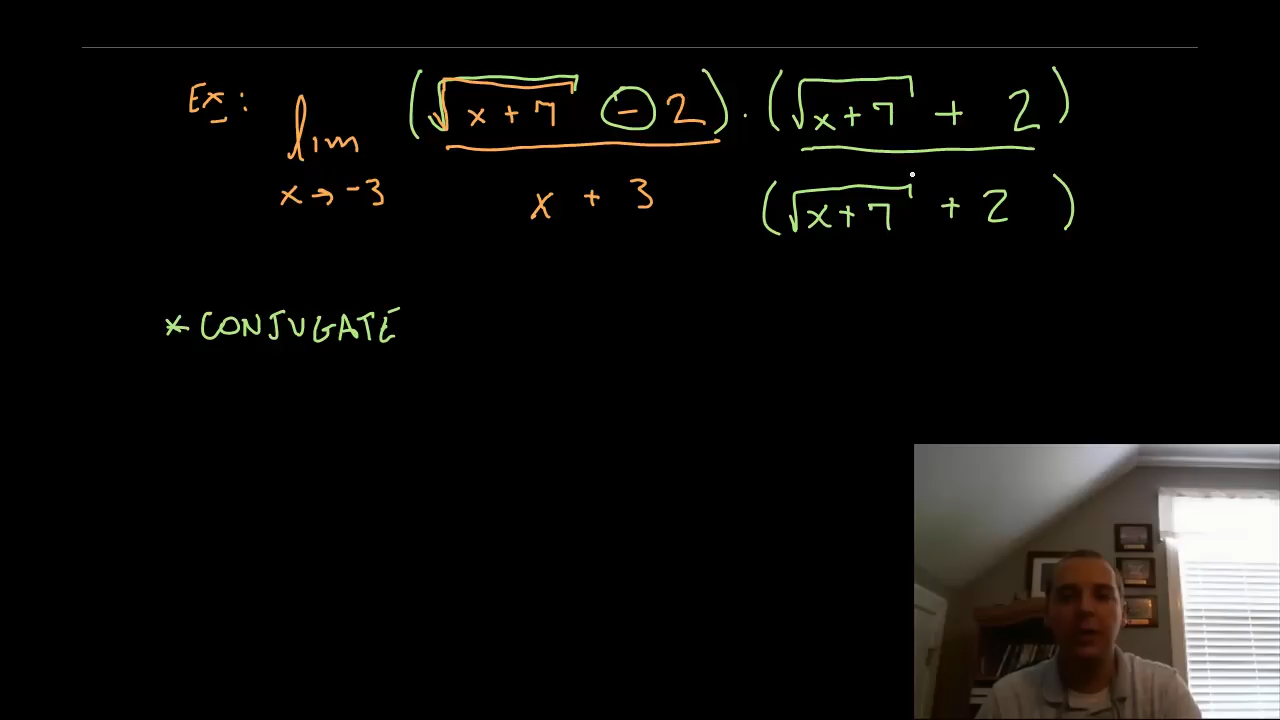 Ex: lim x → -3 (√(x + 7) - 2) · (√(x + 7) + 2)
x + 3 (√(x + 7) + 2)
* CONJUGATE